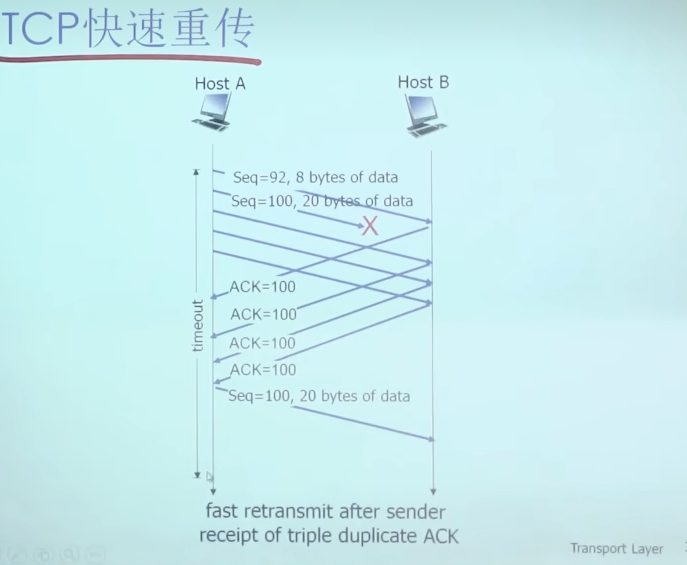 TCP快速重传
Host A
Host B
Seq=92, 8 bytes of data
Seq=100, 20 bytes of data
X
ACK=100
ACK=100
timeout
ACK=100
ACK=100
Seq=100, 20 bytes of data
fast retransmit after sender
receipt of triple duplicate ACK
Transport Layer